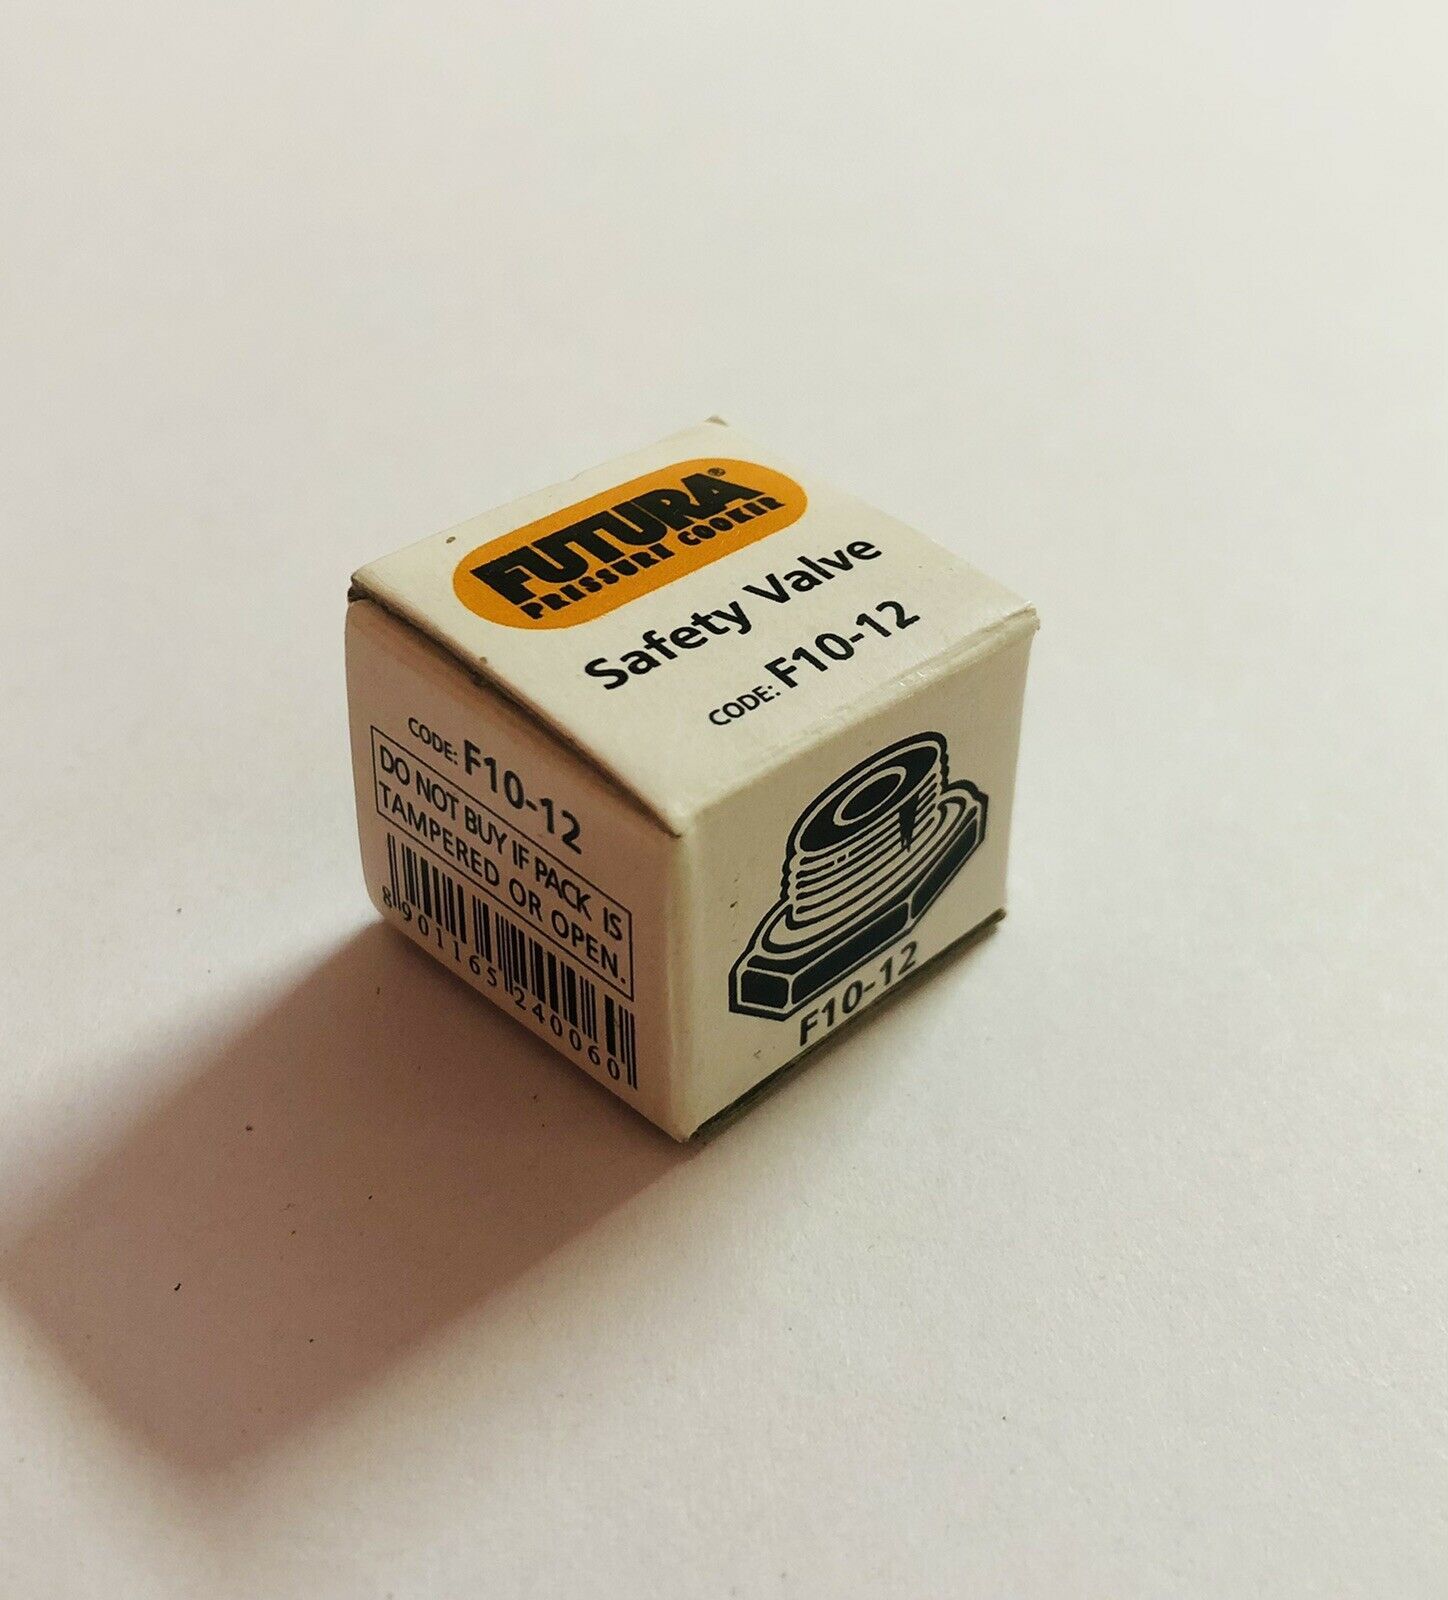 FUTURA®
PRESSURE COOKER
Safety Valve
CODE: F10-12
CODE: F10-12
DO NOT BUY IF PACK IS
TAMPERED OR OPEN.
8901165240060
F10-12